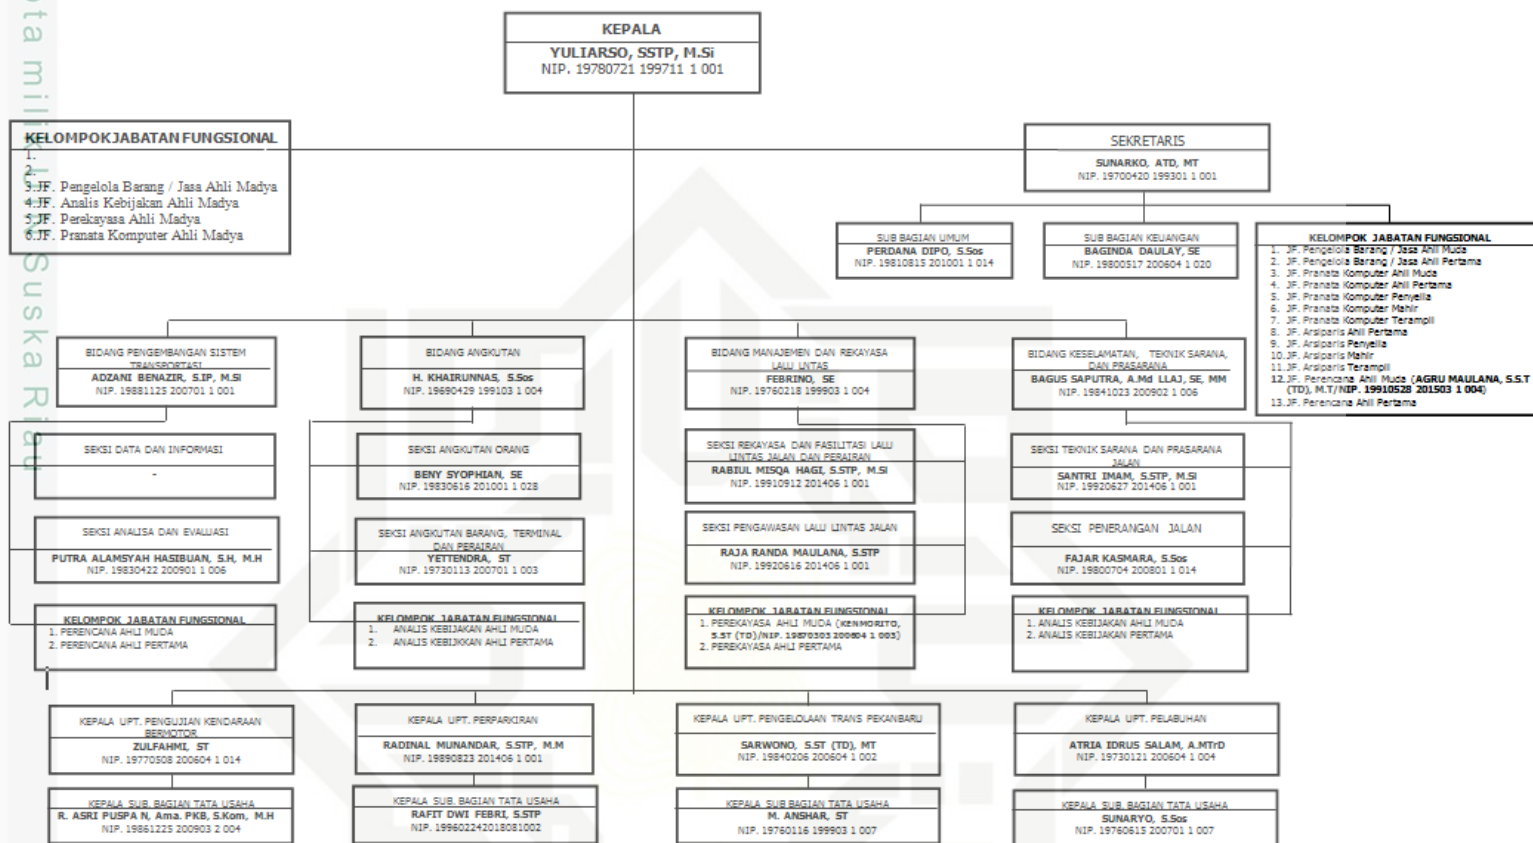 KEPALA
YULIARSO, SSTP, M.Si
NIP. 19780721 199711 1 001
KELOMPOK JABATAN FUNGSIONAL
1.
2.
3.JF. Pengelola Barang / Jasa Ahli Madya
4.JF. Analis Kebijakan Ahli Madya
5.JF. Perekayasa Ahli Madya
6.JF. Pranata Komputer Ahli Madya
SEKRETARIS
SUNARKO, ATD, MT
NIP. 19700420 199301 1 001
SUB BAGIAN UMUM
PERDANA DIPO, S.Sos
NIP. 19810815 201001 1 014
SUB BAGIAN KEUANGAN
BAGINDA DAULAY, SE
NIP. 19800517 200604 1 020
KELOMPOK JABATAN FUNGSIONAL
1. JF. Pengelola Barang / Jasa Ahli Muda
2. JF. Pengelola Barang / Jasa Ahli Pertama
3. JF. Pranata Komputer Ahli Muda
4. JF. Pranata Komputer Ahli Pertama
5. JF. Pranata Komputer Penyelia
6. JF. Pranata Komputer Mahir
7. JF. Pranata Komputer Terampil
8. JF. Arsiparis Ahli Pertama
9. JF. Arsiparis Penyelia
10.JF. Arsiparis Mahir
11.JF. Arsiparis Terampil
12.JF. Perencana Ahli Muda (AGRU MAULANA, S.S.T
(TD), M.T/NIP. 19910528 201503 1 004)
13.JF. Perencana Ahli Pertama
BIDANG PENGEMBANGAN SISTEM
TRANSPORTASI
ADZANI BENAZIR, S.IP, M.SI
NIP. 19881125 200701 1 001
BIDANG ANGKUTAN
H. KHAIRUNNAS, S.Sos
NIP. 19690429 199103 1 004
BIDANG MANAJEMEN DAN REKAYASA
LALU LINTAS
FEBRINO, SE
NIP. 19760218 199903 1 004
BIDANG KESELAMATAN, TEKNIK SARANA,
DAN PRASARANA
BAGUS SAPUTRA, A.Md LLAJ, SE, MM
NIP. 19841023 200902 1 006
SEKSI DATA DAN INFORMASI
-
SEKSI ANGKUTAN ORANG
BENY SYOPHIAN, SE
NIP. 19830616 201001 1 028
SEKSI REKAYASA DAN FASILITASI LALU
LINTAS JALAN DAN PERAIRAN
RABIUL MISQA HAGI, S.STP, M.SI
NIP. 19910912 201406 1 001
SEKSI TEKNIK SARANA DAN PRASARANA
JALAN
SANTRI IMAM, S.STP, M.SI
NIP. 19920627 201406 1 001
SEKSI ANALISA DAN EVALUASI
PUTRA ALAMSYAH HASIBUAN, S.H, M.H
NIP. 19830422 200901 1 006
SEKSI ANGKUTAN BARANG, TERMINAL
DAN PERAIRAN
YETTENDRA, ST
NIP. 19730113 200701 1 003
SEKSI PENGAWASAN LALU LINTAS JALAN
RAJA RANDA MAULANA, S.STP
NIP. 19920616 201406 1 001
SEKSI PENERANGAN JALAN
FAJAR KASMARA, S.Sos
NIP. 19800704 200801 1 014
KELOMPOK JABATAN FUNGSIONAL
1. PERENCANA AHLI MUDA
2. PERENCANA AHLI PERTAMA
KELOMPOK JABATAN FUNGSIONAL
1. ANALIS KEBIJAKAN AHLI MUDA
2. ANALIS KEBIJKKAN AHLI PERTAMA
KELOMPOK JABATAN FUNGSIONAL
1. PEREKAYASA AHLI MUDA (KENMORITO,
S.ST (TD)/NIP. 19870303 200604 1 003)
2. PEREKAYASA AHLI PERTAMA
KELOMPOK JABATAN FUNGSIONAL
1. ANALIS KEBIJAKAN AHLI MUDA
2. ANALIS KEBIJAKAN PERTAMA
KEPALA UPT. PENGUJIAN KENDARAAN
BERMOTOR
ZULFAHMI, ST
NIP. 19770508 200604 1 014
KEPALA UPT. PERPARKIRAN
RADINAL MUNANDAR, S.STP, M.M
NIP. 19890823 201406 1 001
KEPALA UPT. PENGELOLAAN TRANS PEKANBARU
SARWONO, S.ST (TD), MT
NIP. 19840206 200604 1 002
KEPALA UPT. PELABUHAN
ATRIA IDRUS SALAM, A.MTrD
NIP. 19730121 200604 1 004
KEPALA SUB. BAGIAN TATA USAHA
R. ASRI PUSPA N, Ama. PKB, S.Kom, M.H
NIP. 19861225 200903 2 004
KEPALA SUB. BAGIAN TATA USAHA
RAFIT DWI FEBRI, S.STP
NIP. 199602242018081002
KEPALA SUB BAGIAN TATA USAHA
M. ANSHAR, ST
NIP. 19760116 199903 1 007
KEPALA SUB. BAGIAN TATA USAHA
SUNARYO, S.Sos
NIP. 19760615 200701 1 007
ota milik UIN Suska Riau